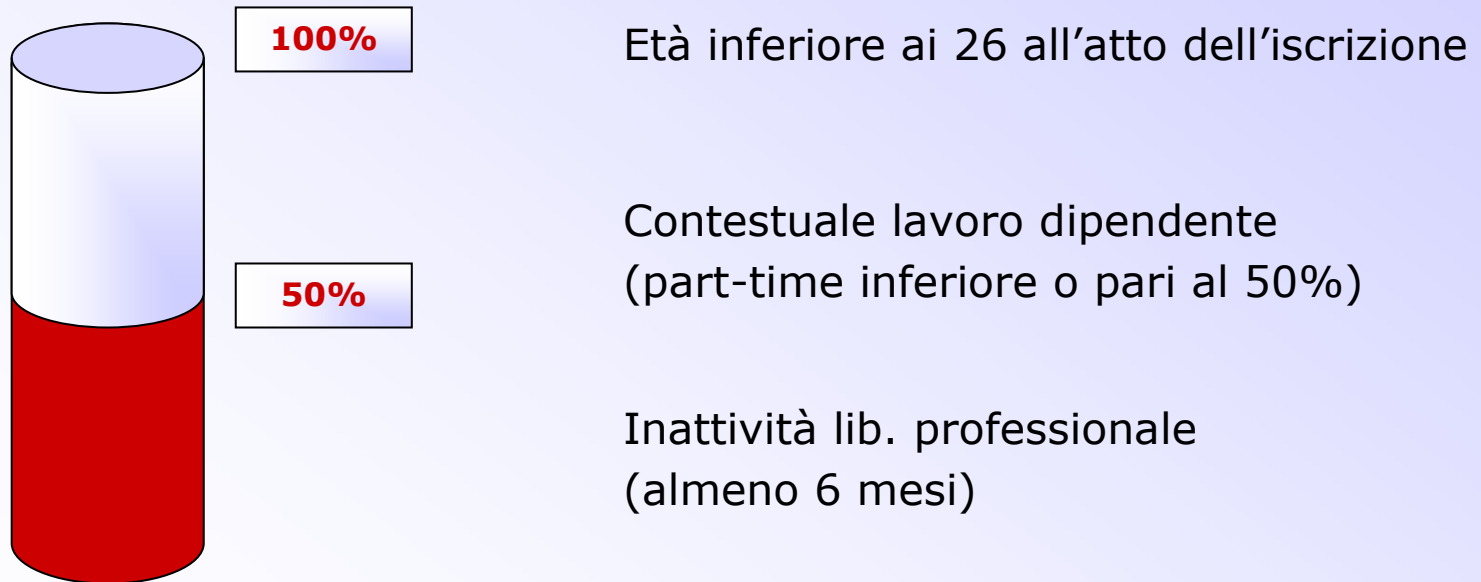 100%
Età inferiore ai 26 all’atto dell’iscrizione
Contestuale lavoro dipendente
(part-time inferiore o pari al 50%)
50%
Inattività lib. professionale
(almeno 6 mesi)